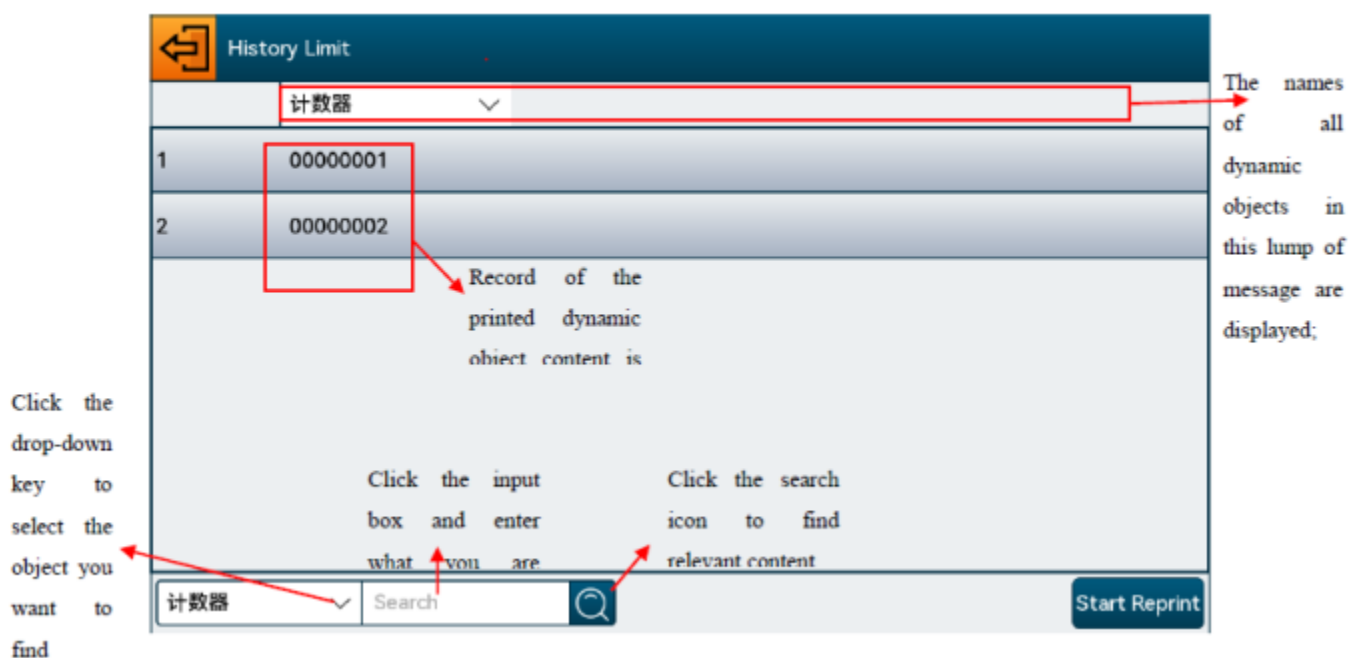 History Limit
计数器
The names
of all
dynamic
objects in
this lump of
message are
displayed;
1 00000001
2 00000002
Record of the
printed dynamic
object content is
Click the
drop-down
key to
select the
object you
want to
find
Click the input
box and enter
what you are
Click the search
icon to find
relevant content
计数器
Search
Start Reprint